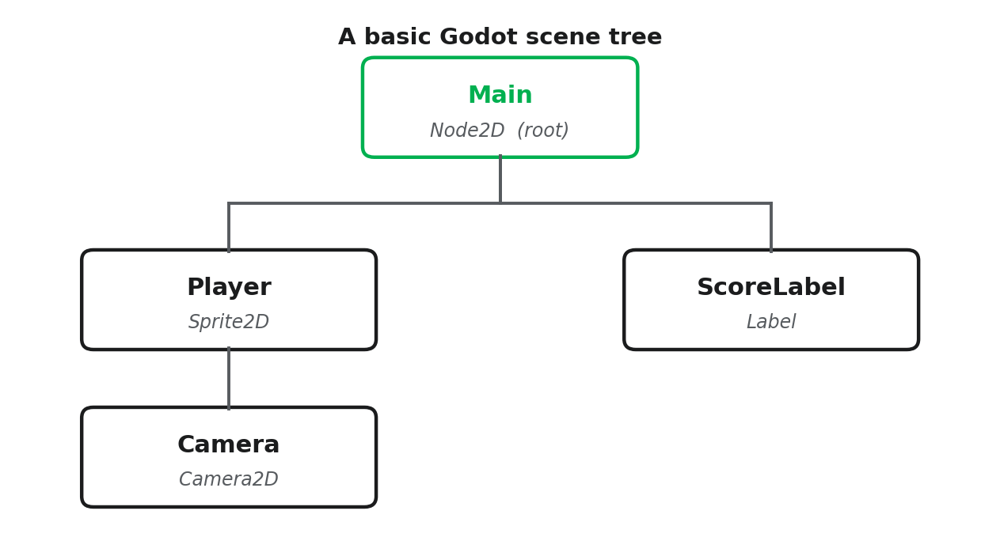 A basic Godot scene tree
Main
Node2D (root)
Player
Sprite2D
ScoreLabel
Label
Camera
Camera2D